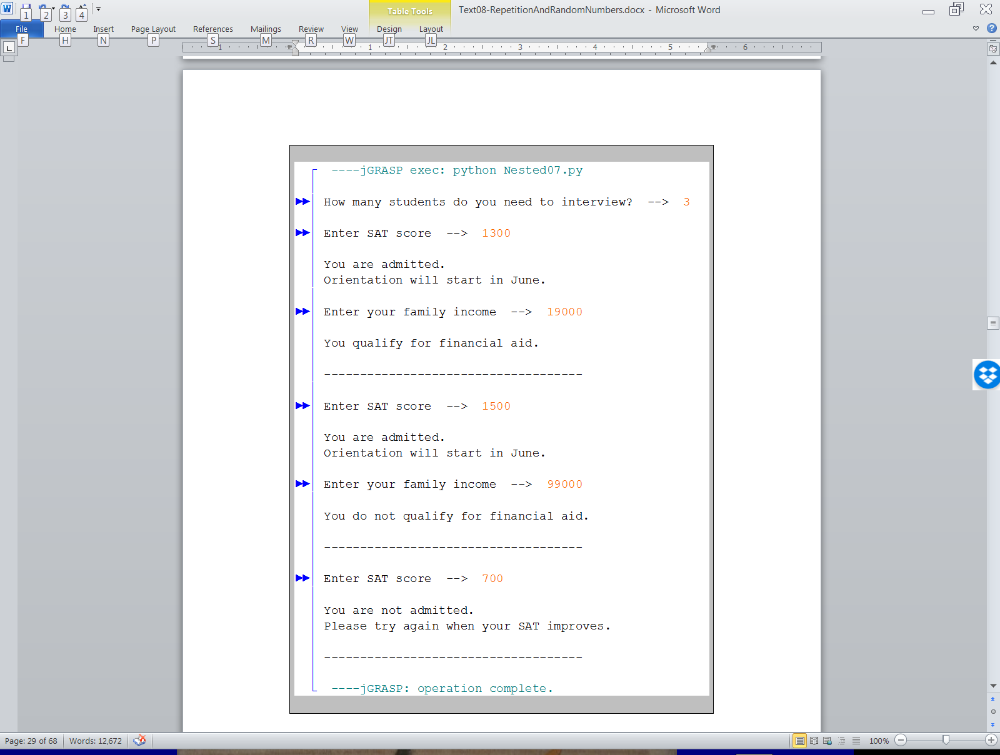 1 2 3 4
Table Tools
Text08-RepetitionAndRandomNumbers.docx - Microsoft Word
File Home Insert Page Layout References Mailings Review View Design Layout
F H N P S M R W JT JL
1 1 2 3 4 5 6
----jGRASP exec: python Nested07.py
How many students do you need to interview? --> 3
Enter SAT score --> 1300
You are admitted.
Orientation will start in June.
Enter your family income --> 19000
You qualify for financial aid.
------------------------------------
Enter SAT score --> 1500
You are admitted.
Orientation will start in June.
Enter your family income --> 99000
You do not qualify for financial aid.
------------------------------------
Enter SAT score --> 700
You are not admitted.
Please try again when your SAT improves.
------------------------------------
----jGRASP: operation complete.
Page: 29 of 68 Words: 12,672 100%